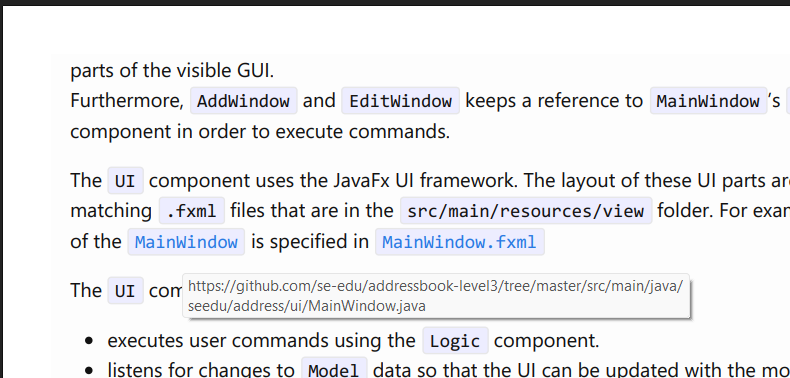 parts of the visible GUI.
Furthermore, AddWindow and EditWindow keeps a reference to MainWindow's
component in order to execute commands.
The UI component uses the JavaFx UI framework. The layout of these UI parts are
matching .fxml files that are in the src/main/resources/view folder. For exam
of the MainWindow is specified in MainWindow.fxml
The UI com
https://github.com/se-edu/addressbook-level3/tree/master/src/main/java/
seedu/address/ui/MainWindow.java
• executes user commands using the Logic component.
• listens for changes to Model data so that the UI can be updated with the mo